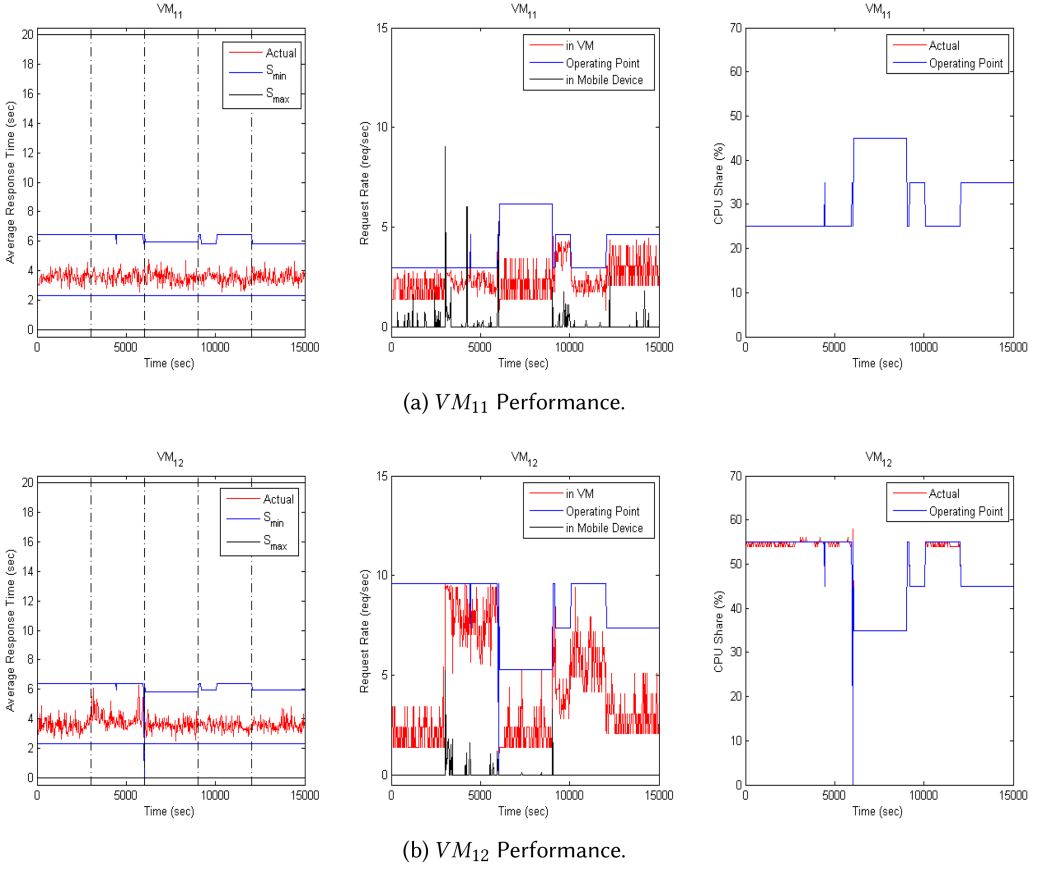 VM11
Average Response Time (sec)
20
18
16
14
12
10
8
6
4
2
0
Actual
Smin
Smax
0
5000
10000
15000
Time (sec)
VM11
Request Rate (req/sec)
15
10
5
0
in VM
Operating Point
in Mobile Device
0
5000
10000
15000
Time (sec)
VM11
CPU Share (%)
70
60
50
40
30
20
10
0
Actual
Operating Point
0
5000
10000
15000
Time (sec)
(a) VM11 Performance.
VM12
Average Response Time (sec)
20
18
16
14
12
10
8
6
4
2
0
Actual
Smin
Smax
0
5000
10000
15000
Time (sec)
VM12
Request Rate (req/sec)
15
10
5
0
in VM
Operating Point
in Mobile Device
0
5000
10000
15000
Time (sec)
VM12
CPU Share (%)
70
60
50
40
30
20
10
0
Actual
Operating Point
0
5000
10000
15000
Time (sec)
(b) VM12 Performance.